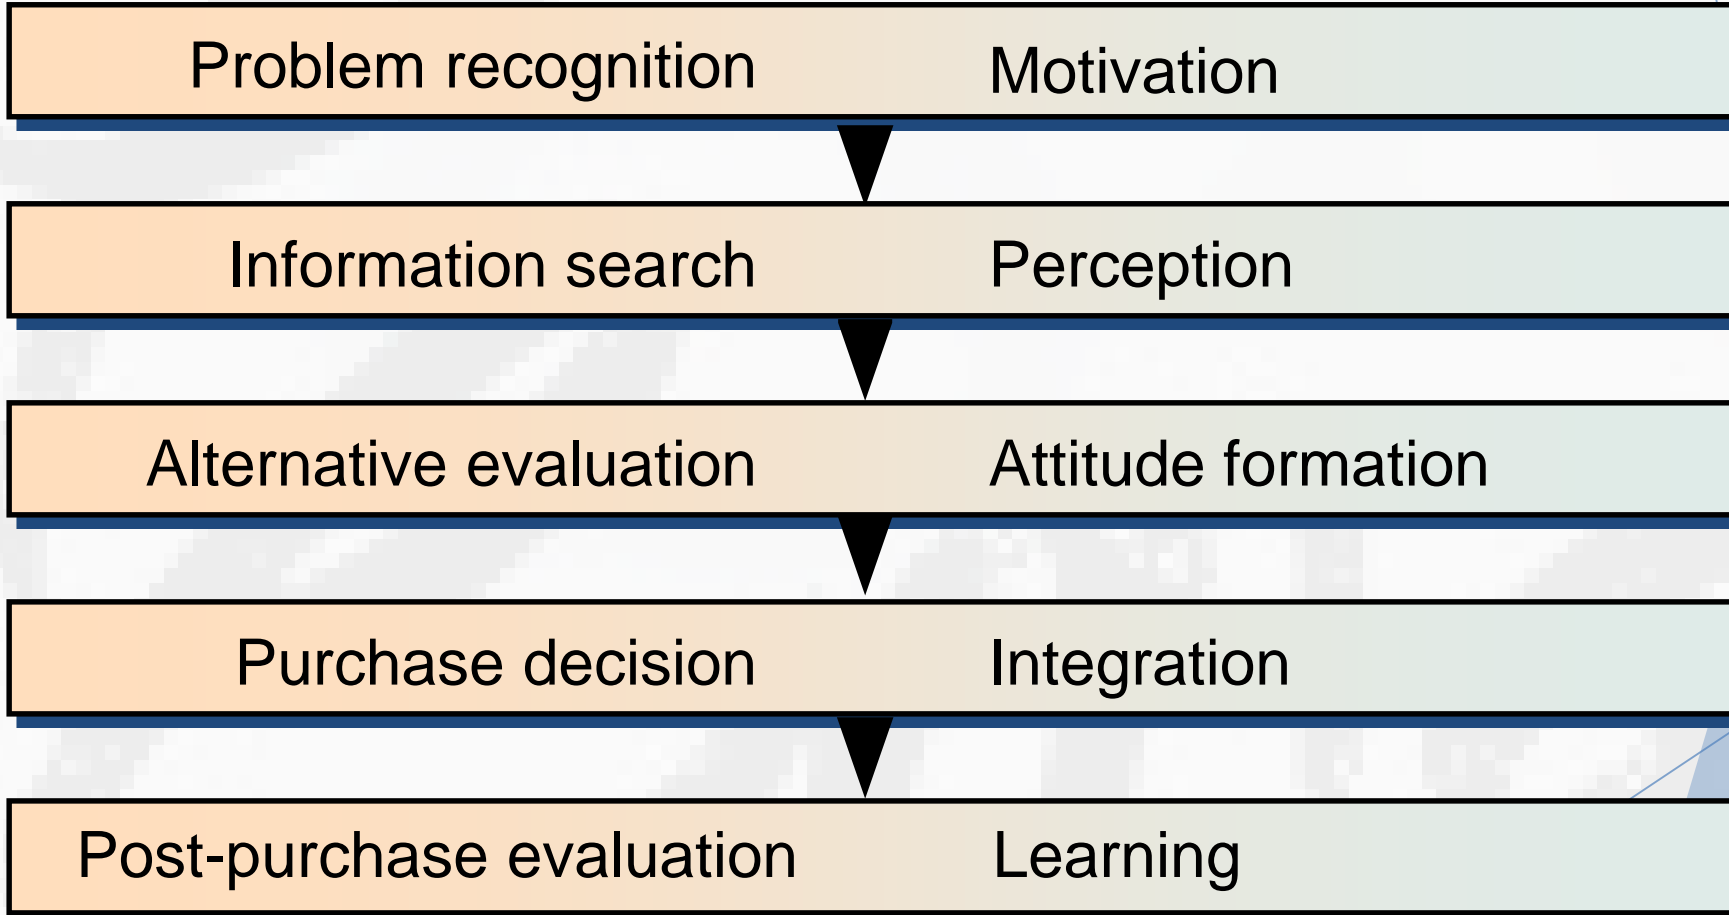 Problem recognition Motivation
Information search Perception
Alternative evaluation Attitude formation
Purchase decision Integration
Post-purchase evaluation Learning